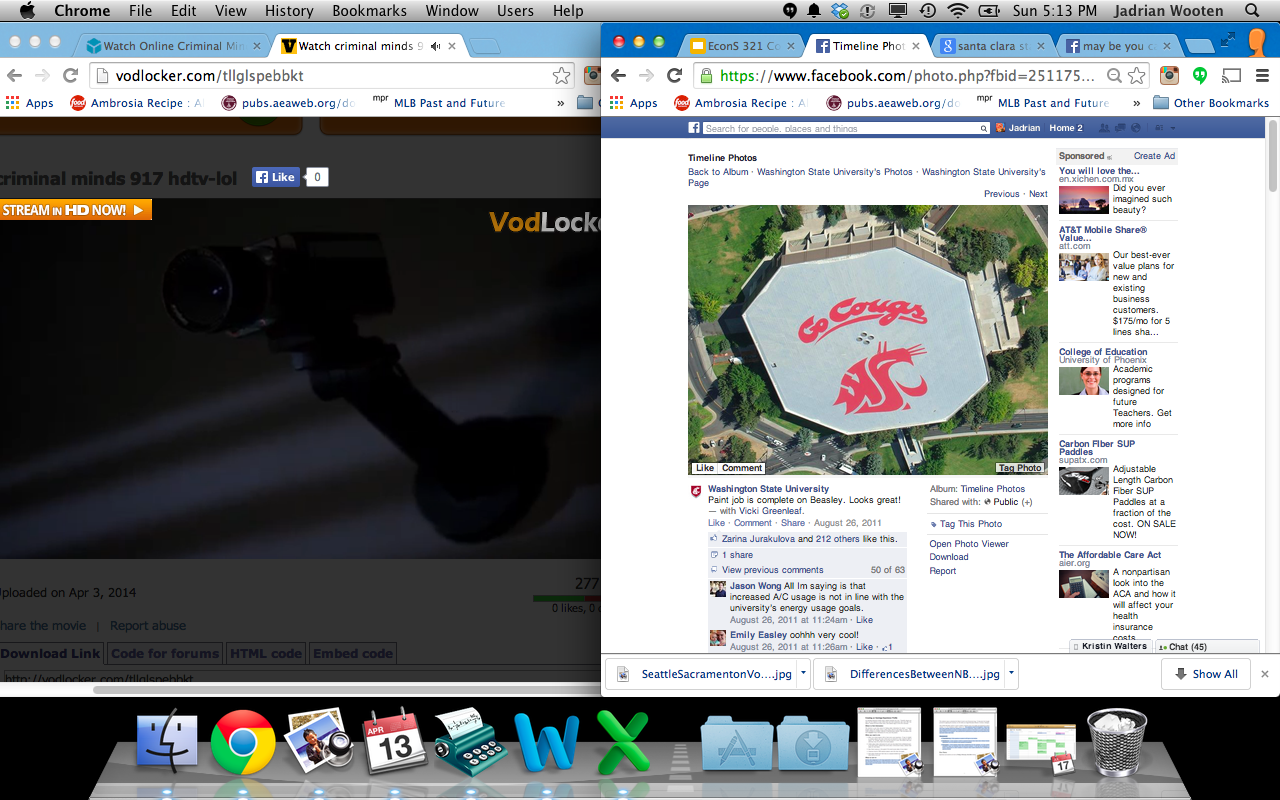 Chrome File Edit View History Bookmarks Window Users Help
Sun 5:13 PM Jadrian Wooten
Watch Online Criminal Min
Watch criminal minds 9
vodlocker.com/tllglspebbkt
Apps Ambrosia Recipe : Al pubs.aeaweb.org/do mpr MLB Past and Future »
criminal minds 917 hdtv-lol
Like 0
STREAM in HD NOW!
VodLocke
Uploaded on Apr 3, 2014
277
0 likes, 0
hare the movie | Report abuse
Download Link Code for forums HTML code Embed code
http://vodlocker.com/tllglspebbkt
EconS 321 Co
Timeline Phot
santa clara st
may be you c
https://www.facebook.com/photo.php?fbid=251175...
Apps Ambrosia Recipe : Al pubs.aeaweb.org/do mpr MLB Past and Future » Other Bookmarks
Search for people, places and things
Jadrian Home 2
Timeline Photos
Back to Album · Washington State University's Photos · Washington State University's
Page
Previous · Next
Go Cougs
WSC
Like Comment
Tag Photo
Washington State University
Paint job is complete on Beasley. Looks great!
— with Vicki Greenleaf.
Like · Comment · Share · August 26, 2011
Zarina Jurakulova and 212 others like this.
1 share
View previous comments 50 of 63
Jason Wong All Im saying is that
increased A/C usage is not in line with the
university's energy usage goals.
August 26, 2011 at 11:24am · Like
Emily Easley oohhh very cool!
August 26, 2011 at 11:26am · Like · 1
Album: Timeline Photos
Shared with: Public (+)
Tag This Photo
Open Photo Viewer
Download
Report
Sponsored Create Ad
You will love the...
en.xichen.com.mx
Did you ever
imagined such
beauty?
AT&T Mobile Share®
Value...
att.com
Our best-ever
value plans for
new and
existing
business
customers.
$175/mo for 5
lines sha...
College of Education
University of Phoenix
Academic
programs
designed for
future
Teachers. Get
more info
Carbon Fiber SUP
Paddles
supatx.com
Adjustable
Length Carbon
Fiber SUP
Paddles at a
fraction of the
cost. ON SALE
NOW!
The Affordable Care Act
aier.org
A nonpartisan
look into the
ACA and how it
will affect your
health
insurance
costs
Kristin Walters
Chat (45)
SeattleSacramentonVo....jpg
DifferencesBetweenNB....jpg
Show All
APR
13
17